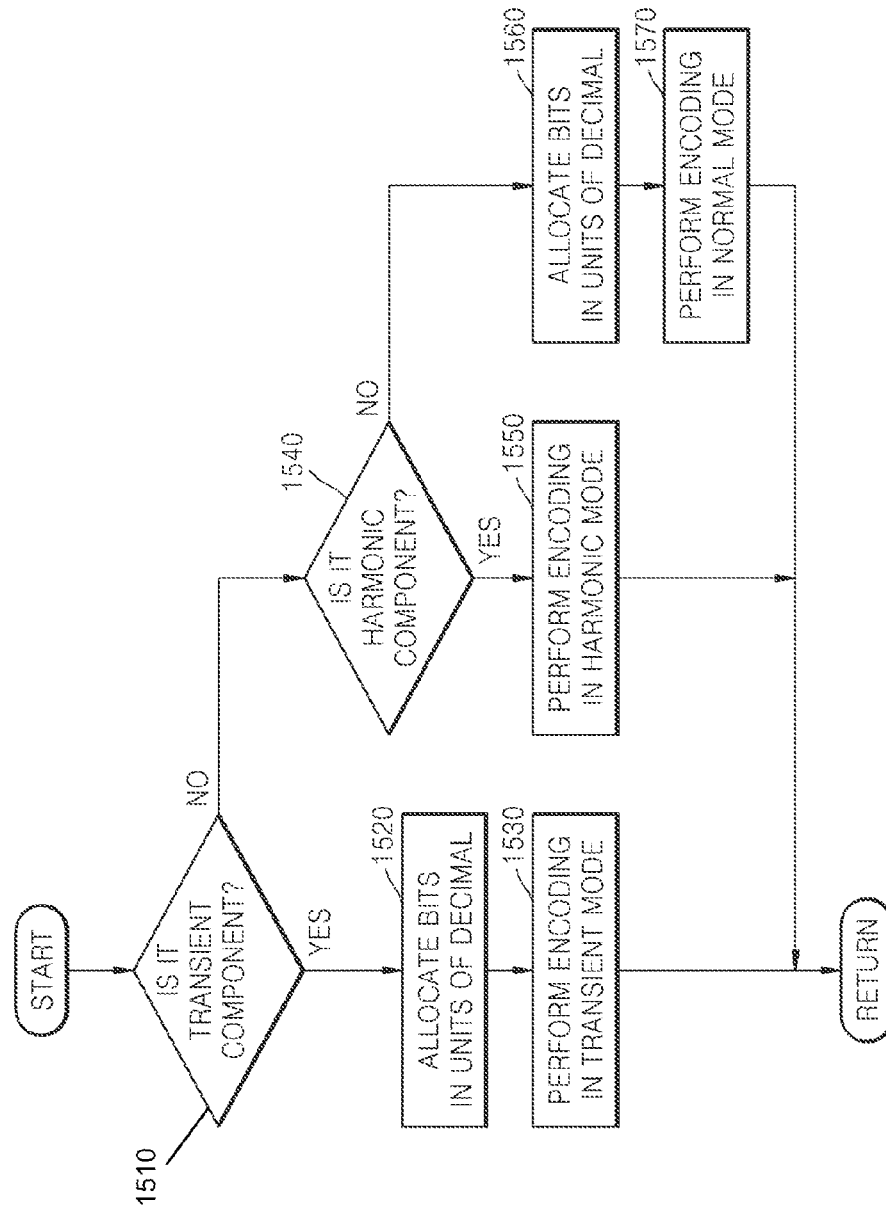 START
1510
IS IT
TRANSIENT
COMPONENT?
NO
YES
1520
ALLOCATE BITS
IN UNITS OF DECIMAL
1530
PERFORM ENCODING
IN TRANSIENT MODE
1540
IS IT
HARMONIC
COMPONENT?
NO
YES
1550
PERFORM ENCODING
IN HARMONIC MODE
1560
ALLOCATE BITS
IN UNITS OF DECIMAL
1570
PERFORM ENCODING
IN NORMAL MODE
RETURN